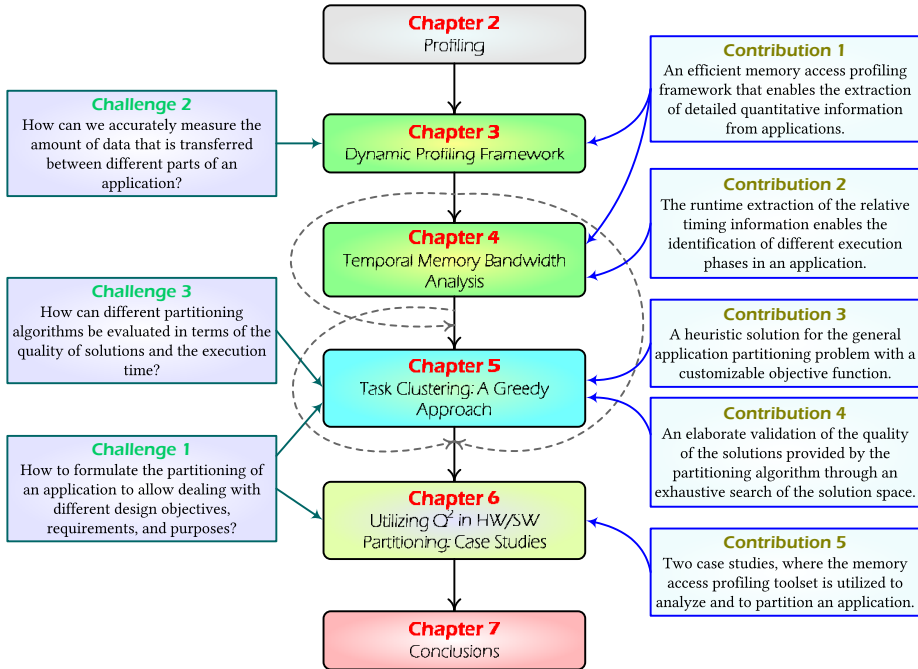 Chapter 2
Profiling
Chapter 3
Dynamic Profiling Framework
Chapter 4
Temporal Memory Bandwidth
Analysis
Chapter 5
Task Clustering: A Greedy
Approach
Chapter 6
Utilizing Q² in HW/SW
Partitioning: Case Studies
Chapter 7
Conclusions
Challenge 2
How can we accurately measure the
amount of data that is transferred
between different parts of an
application?
Challenge 3
How can different partitioning
algorithms be evaluated in terms of the
quality of solutions and the execution
time?
Challenge 1
How to formulate the partitioning of
an application to allow dealing with
different design objectives,
requirements, and purposes?
Contribution 1
An efficient memory access profiling
framework that enables the extraction
of detailed quantitative information
from applications.
Contribution 2
The runtime extraction of the relative
timing information enables the
identification of different execution
phases in an application.
Contribution 3
A heuristic solution for the general
application partitioning problem with a
customizable objective function.
Contribution 4
An elaborate validation of the quality
of the solutions provided by the
partitioning algorithm through an
exhaustive search of the solution space.
Contribution 5
Two case studies, where the memory
access profiling toolset is utilized to
analyze and to partition an application.